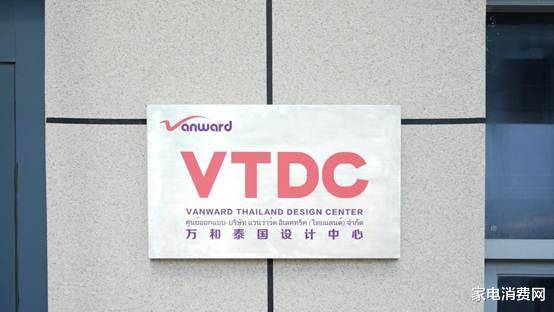 Vanward
VTDC
VANWARD THAILAND DESIGN CENTER
ศูนย์ออกแบบ บริษัท แวนวาร์ด อิเลคทริค (ไทยแลนด์) จำกัด
万和泰国设计中心
家电消费网